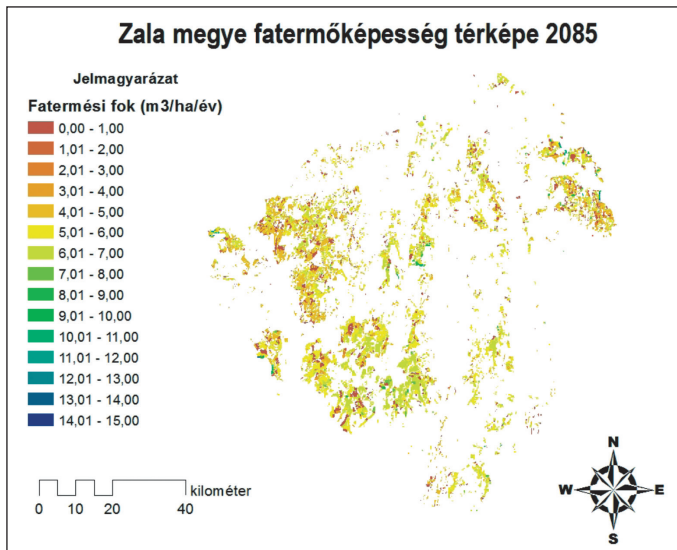 Zala megye fatermőképesség térképe 2085
Jelmagyarázat
Fatermési fok (m3/ha/év)
0,00 - 1,00
1,01 - 2,00
2,01 - 3,00
3,01 - 4,00
4,01 - 5,00
5,01 - 6,00
6,01 - 7,00
7,01 - 8,00
8,01 - 9,00
9,01 - 10,00
10,01 - 11,00
11,01 - 12,00
12,01 - 13,00
13,01 - 14,00
14,01 - 15,00
kilométer
0 10 20 40
N
W E
S